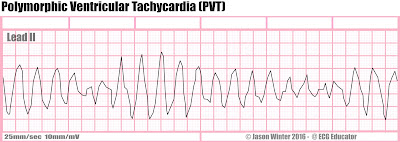 Polymorphic Ventricular Tachycardia (PVT)
Lead II
25mm/sec 10mm/mV © Jason Winter 2016 - @ ECG Educator